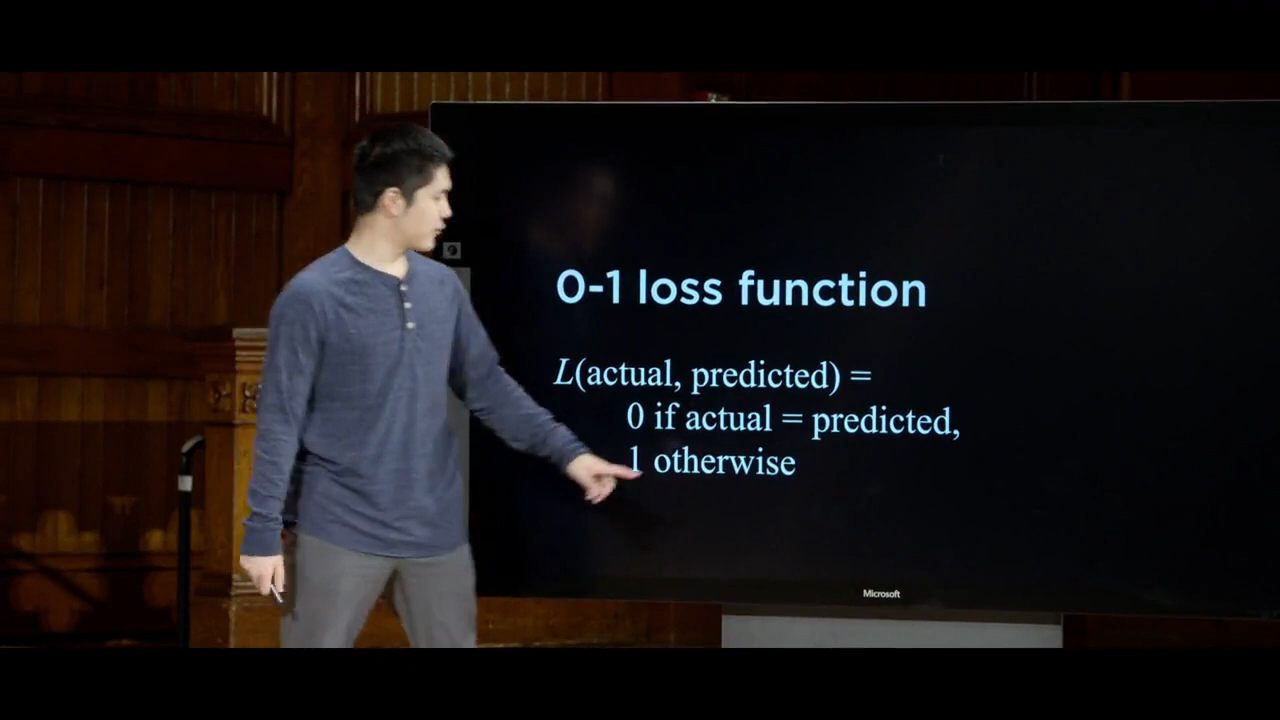 0-1 loss function
L(actual, predicted) =
0 if actual = predicted,
1 otherwise
Microsoft